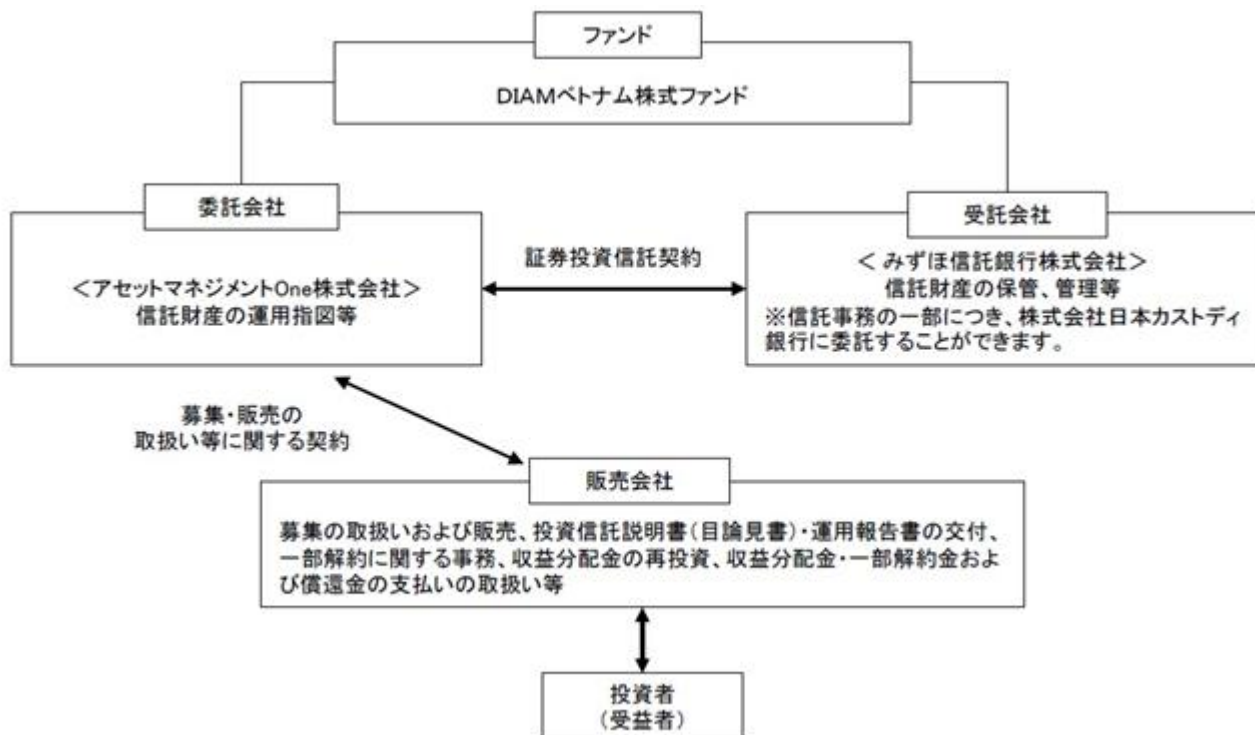 ファンド
DIAMベトナム株式ファンド
委託会社
<アセットマネジメントOne株式会社>
信託財産の運用指図等
証券投資信託契約
受託会社
< みずほ信託銀行株式会社>
信託財産の保管、管理等
※信託事務の一部につき、株式会社日本カストディ
銀行に委託することができます。
募集・販売の
取扱い等に関する契約
販売会社
募集の取扱いおよび販売、投資信託説明書(目論見書)・運用報告書の交付、
一部解約に関する事務、収益分配金の再投資、収益分配金・一部解約金およ
び償還金の支払いの取扱い等
投資者
(受益者)